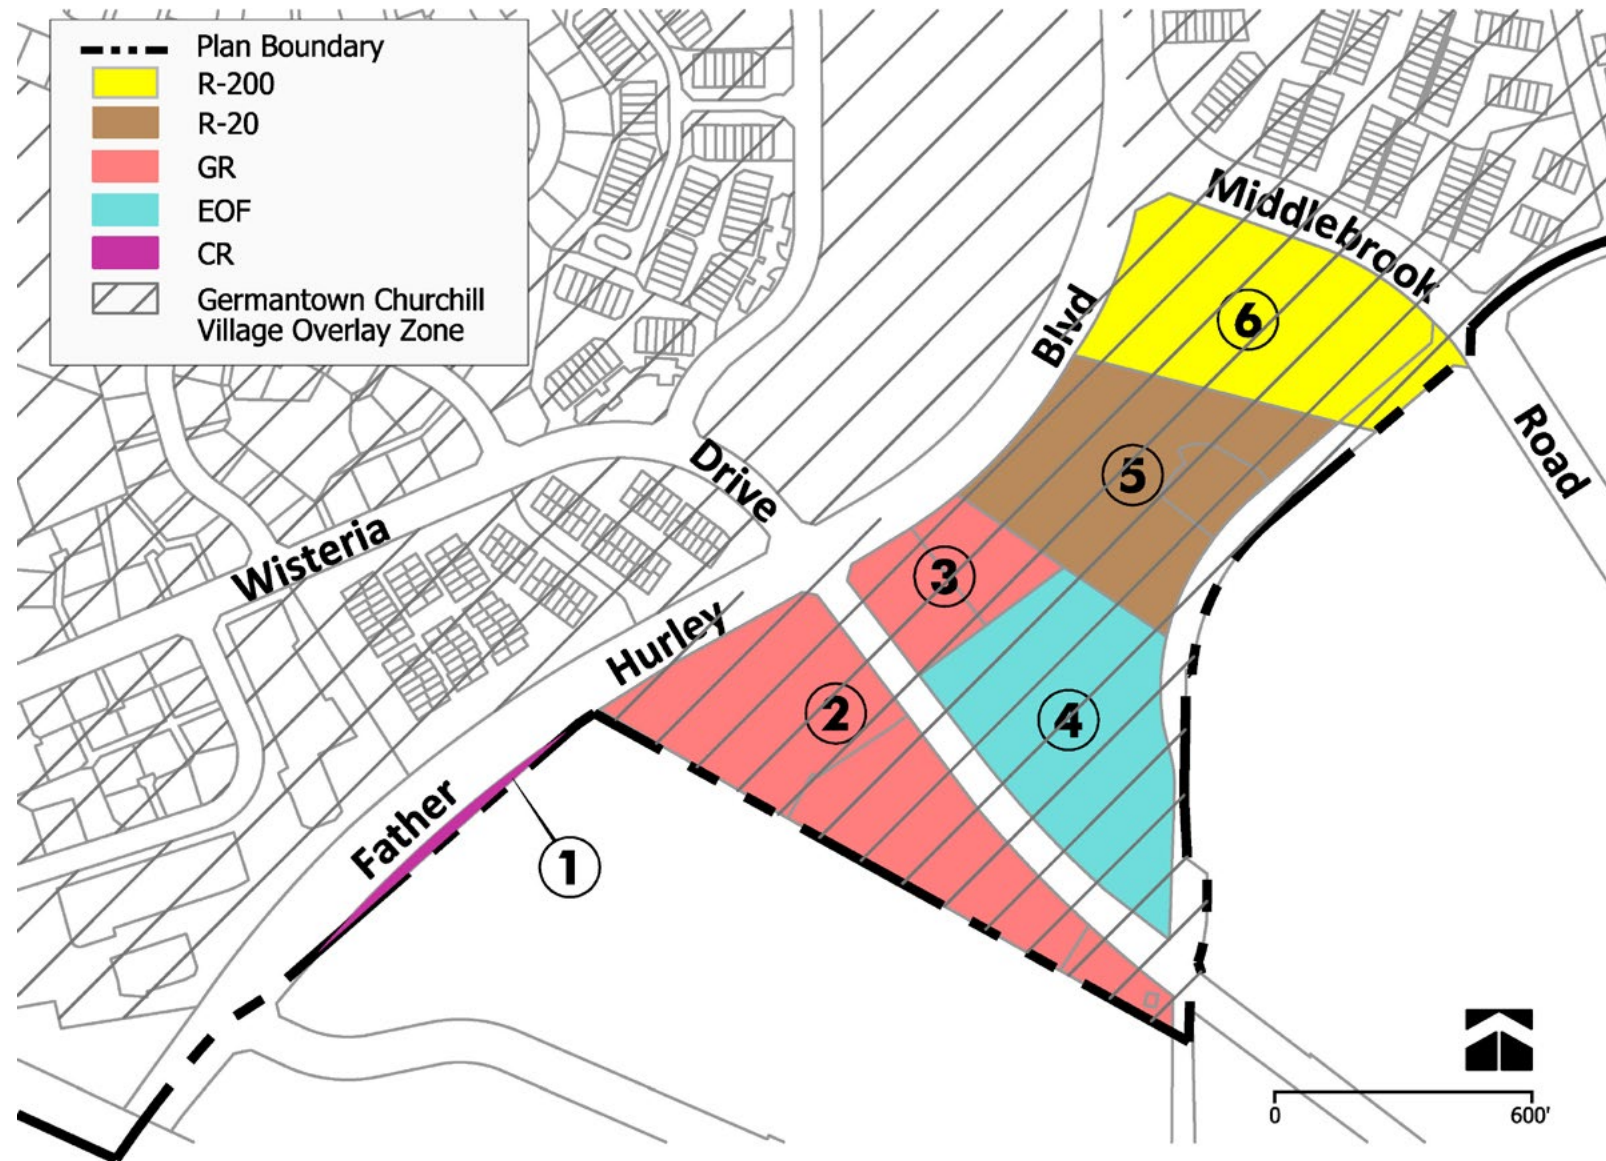 Plan Boundary
R-200
R-20
GR
EOF
CR
Germantown Churchill
Village Overlay Zone
Middlebrook
Road
Blvd
Drive
Wisteria
Hurley
Father
6
5
3
4
2
1
0 600'